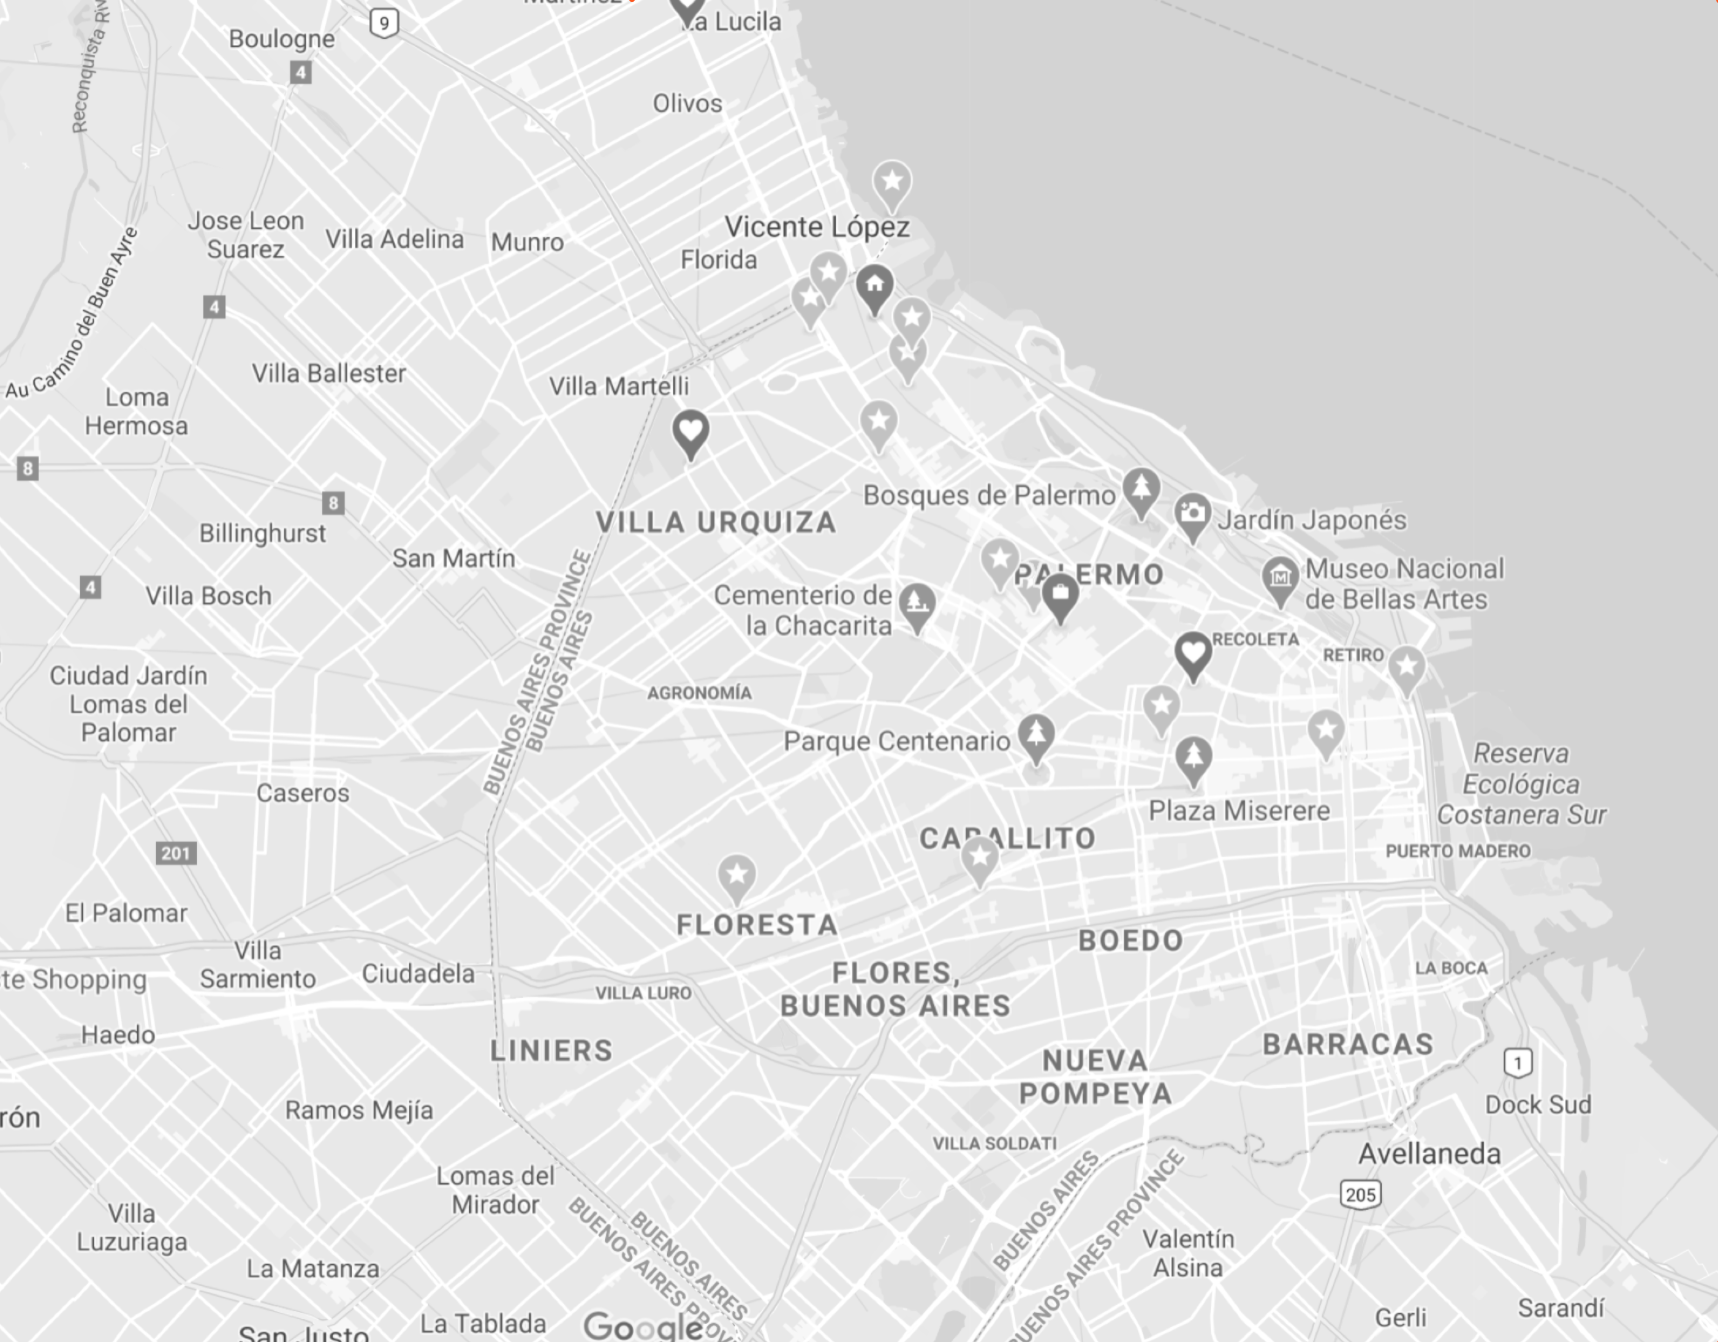 La Lucila
9
Boulogne
4
Reconquista
Olivos
Vicente López
Jose Leon
Suarez
Villa Adelina
Munro
Florida
4
Au Camino del Buen Ayre
Villa Ballester
Villa Martelli
Loma
Hermosa
8
8
Bosques de Palermo
Jardín Japonés
VILLA URQUIZA
Billinghurst
San Martín
PALERMO
Museo Nacional
de Bellas Artes
4
Villa Bosch
Cementerio de
la Chacarita
RECOLETA
RETIRO
BUENOS AIRES PROVINCE
BUENOS AIRES
Ciudad Jardín
Lomas del
Palomar
AGRONOMÍA
Parque Centenario
Reserva
Ecológica
Costanera Sur
Caseros
Plaza Miserere
CABALLITO
PUERTO MADERO
201
El Palomar
FLORESTA
BOEDO
Villa
Sarmiento
Ciudadela
te Shopping
FLORES,
BUENOS AIRES
LA BOCA
VILLA LURO
Haedo
LINIERS
BARRACAS
NUEVA
POMPEYA
1
Ramos Mejía
rón
Dock Sud
VILLA SOLDATI
Avellaneda
Lomas del
Mirador
205
BUENOS AIRES
BUENOS AIRES PROVINCE
Villa
Luzuriaga
BUENOS AIRES
BUENOS AIRES PROV
Valentín
Alsina
La Matanza
Sarandí
Gerli
La Tablada
San Justo
Google